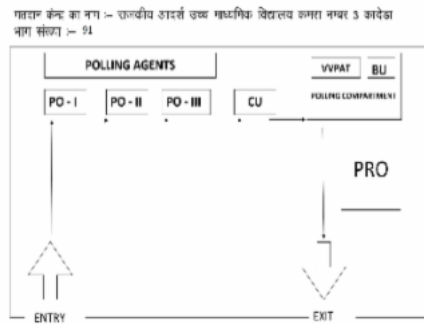 मतदान केन्द्र का नाम :- राजकीय आदर्श उच्च माध्यमिक विद्यालय कमरा नम्बर 3 कादेडा
भाग संख्या :- 91
POLLING AGENTS
VVPAT BU
POLLING COMPARTMENT
PO - I PO - II PO - III CU
PRO
ENTRY EXIT